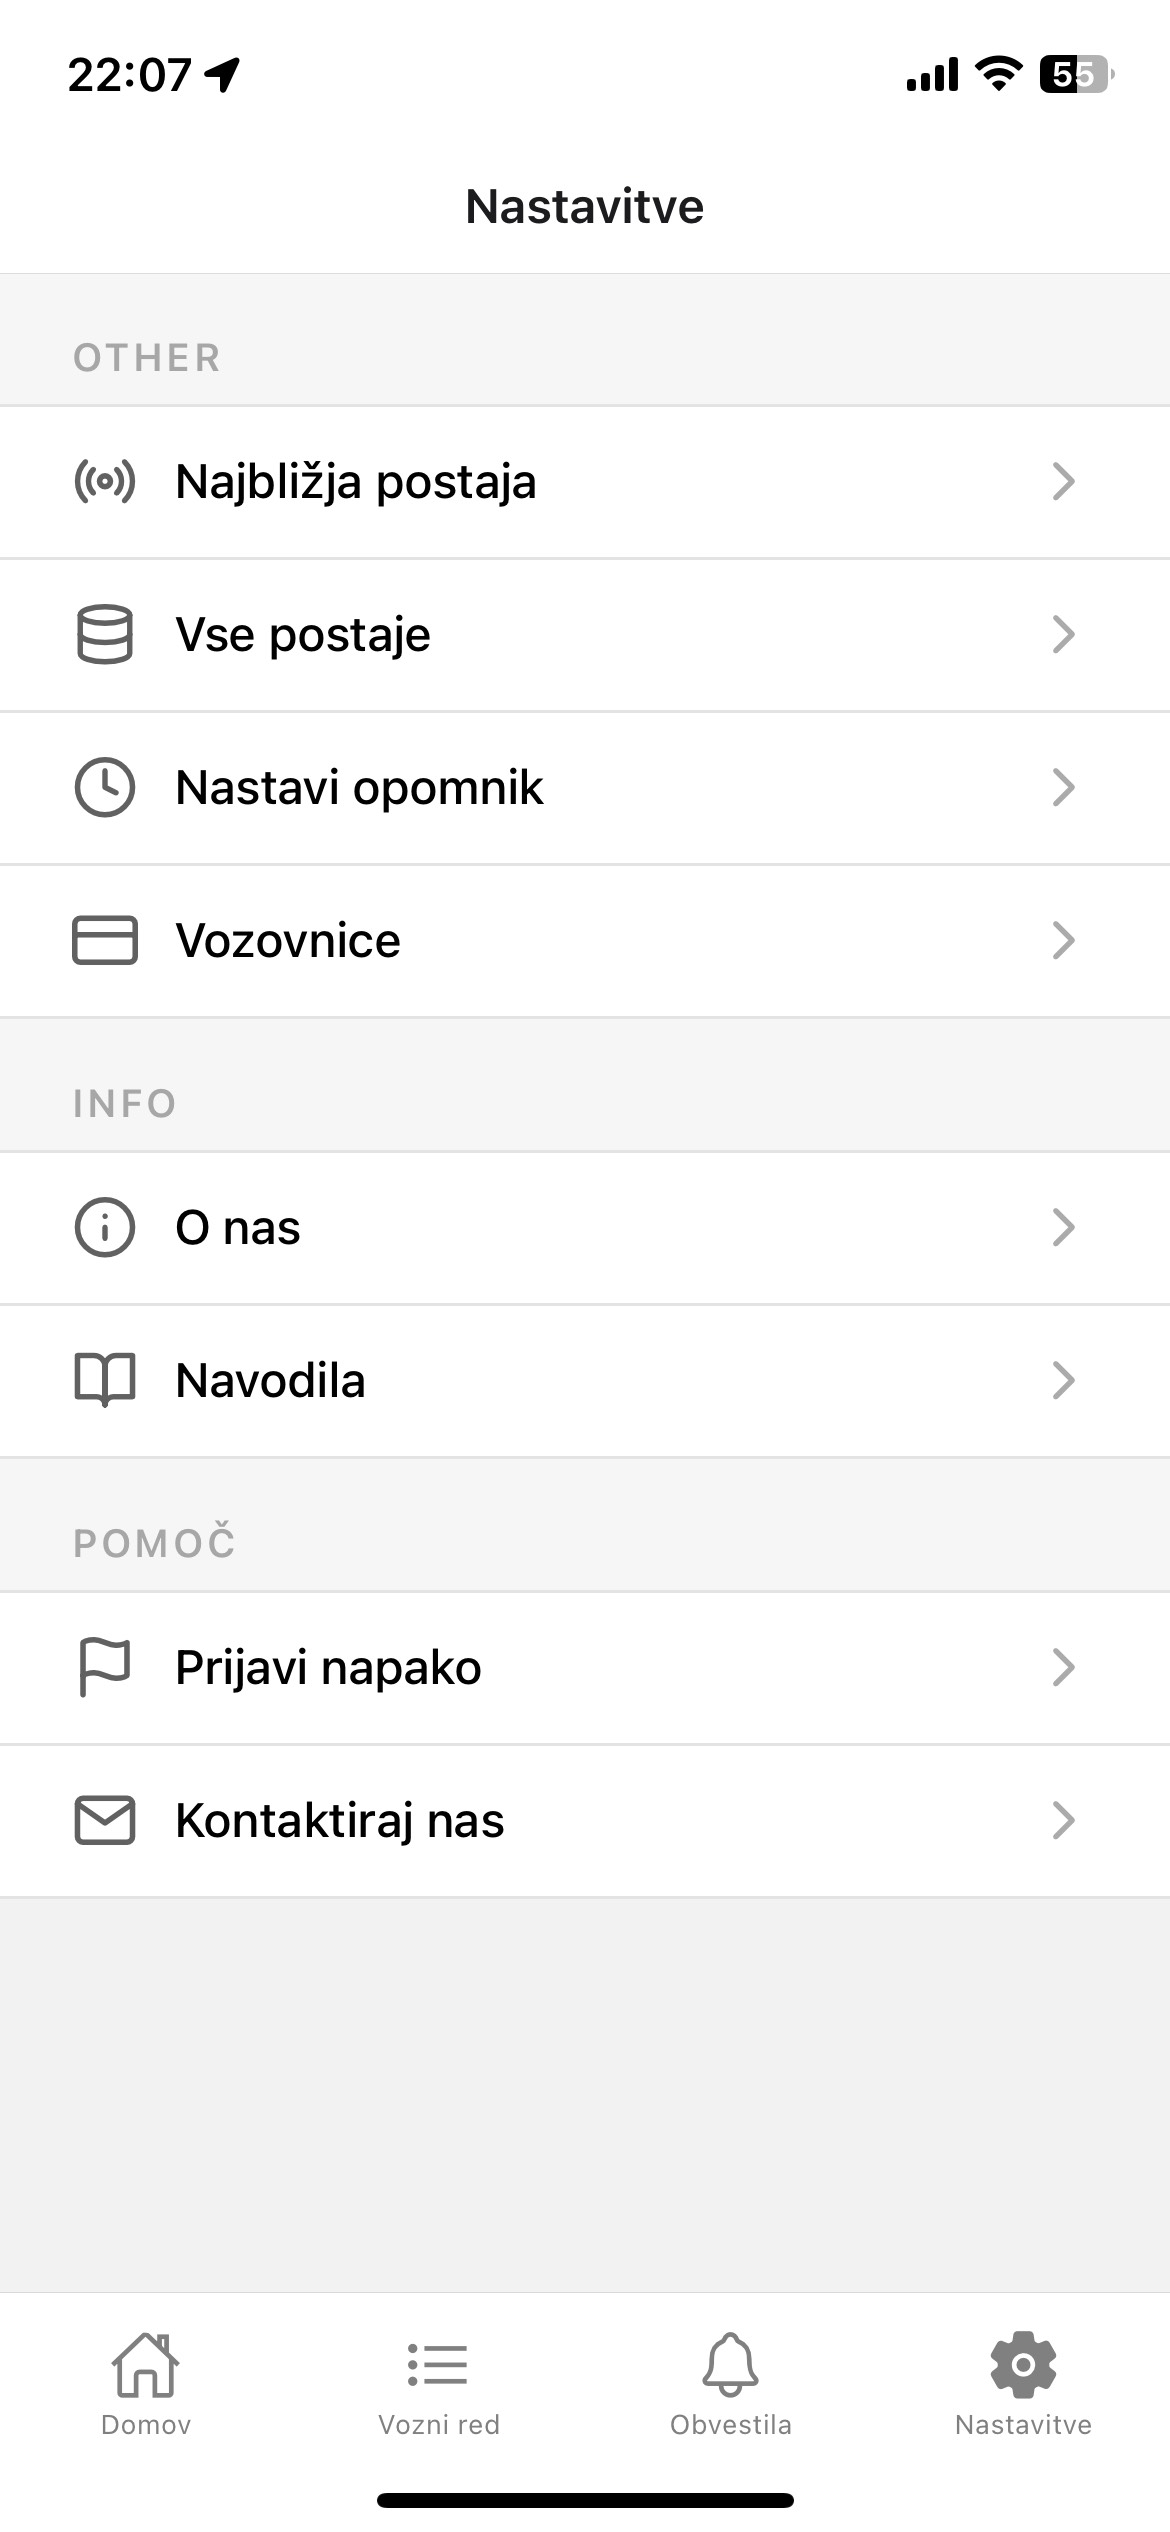 22:07
55
Nastavitve
OTHER
Najbližja postaja
Vse postaje
Nastavi opomnik
Vozovnice
INFO
O nas
Navodila
POMOČ
Prijavi napako
Kontaktiraj nas
Domov
Vozni red
Obvestila
Nastavitve